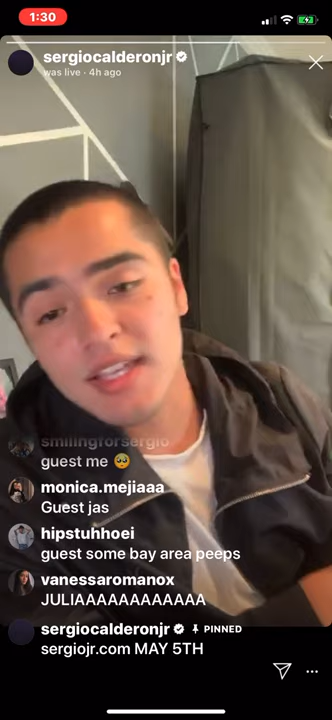 1:30
sergiocalderonjr
was live · 4h ago
smilingforsergio
guest me 🥺
monica.mejiaaa
Guest jas
hipstuhhoei
guest some bay area peeps
vanessaromanox
JULIAAAAAAAAAAAA
sergiocalderonjr PINNED
sergiojr.com MAY 5TH